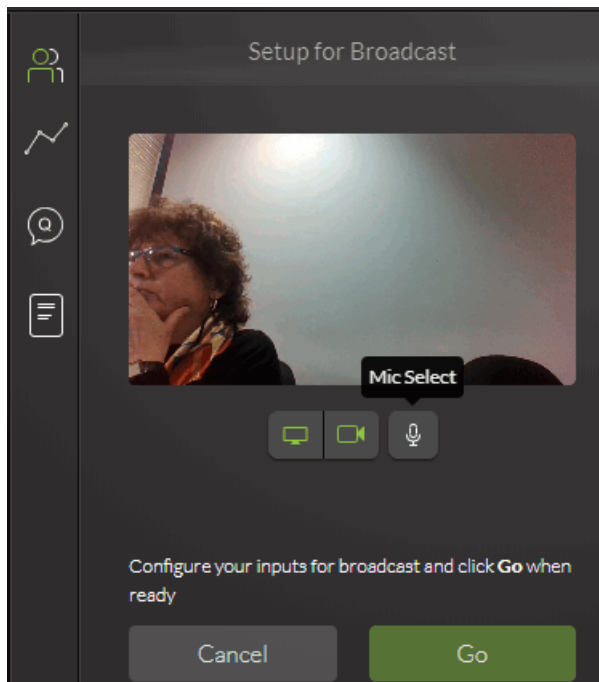 Setup for Broadcast
Q
Mic Select
Configure your inputs for broadcast and click Go when
ready
Cancel
Go